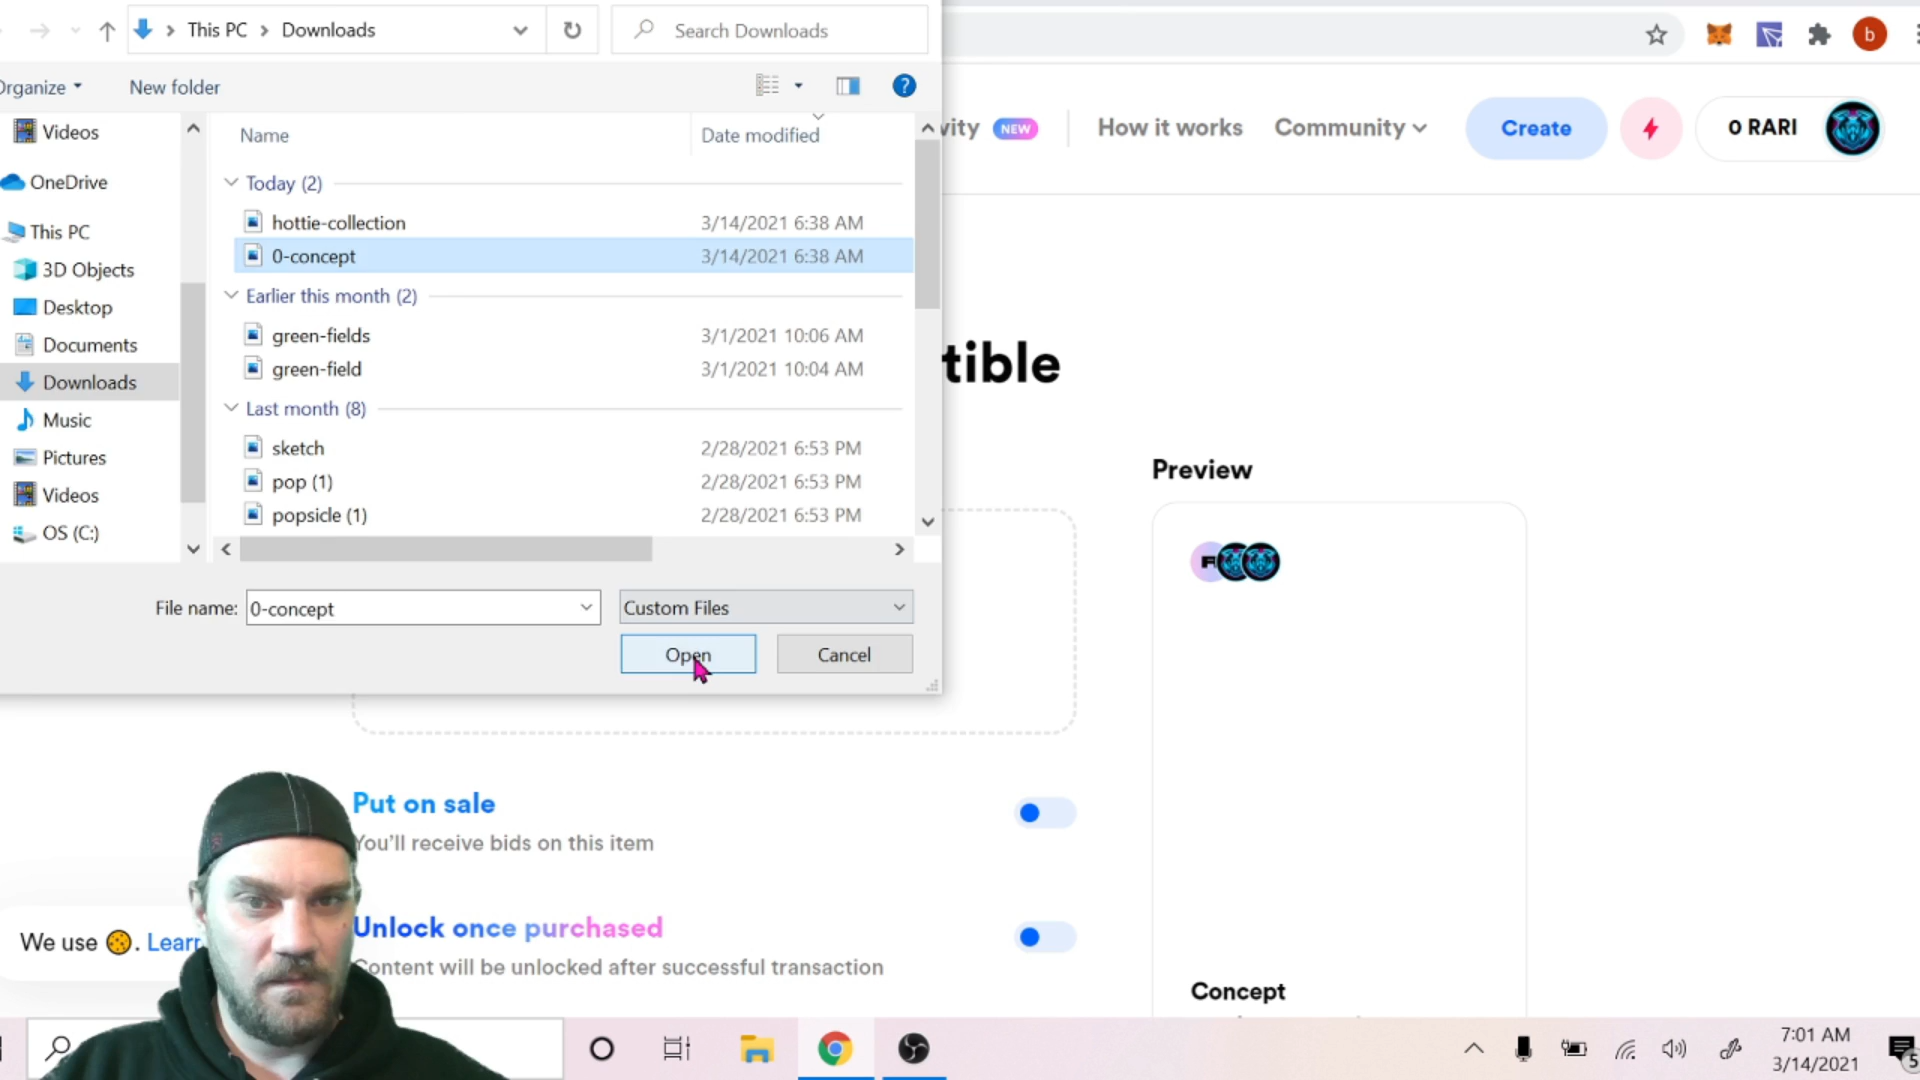 This PC > Downloads
Search Downloads
Organize
New folder
Videos
OneDrive
This PC
3D Objects
Desktop
Documents
Downloads
Music
Pictures
Videos
OS (C:)
Name
Date modified
Today (2)
hottie-collection 3/14/2021 6:38 AM
0-concept 3/14/2021 6:38 AM
Earlier this month (2)
green-fields 3/1/2021 10:06 AM
green-field 3/1/2021 10:04 AM
Last month (8)
sketch 2/28/2021 6:53 PM
pop (1) 2/28/2021 6:53 PM
popsicle (1) 2/28/2021 6:53 PM
File name: 0-concept
Custom Files
Open
Cancel
b
vity NEW
How it works
Community
Create
0 RARI
tible
Preview
Put on sale
You'll receive bids on this item
Unlock once purchased
Content will be unlocked after successful transaction
We use 🍪. Learn
Concept
7:01 AM
3/14/2021
5